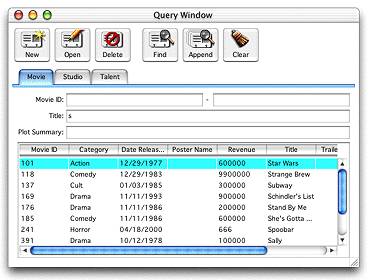 Query Window
New Open Delete Find Append Clear
Movie Studio Talent
Movie ID: -
Title: s
Plot Summary:
Movie ID Category Date Releas... Poster Name Revenue Title Traile
101 Action 12/29/1977 600000 Star Wars
118 Comedy 12/29/1983 9900000 Strange Brew
137 Cult 01/03/1985 300000 Subway
169 Drama 11/11/1993 900000 Schindler's List
176 Drama 11/11/1986 200000 Stand By Me
185 Comedy 11/11/1986 600000 She's Gotta ...
241 Horror 04/18/2000 666 Spoobar
391 Drama 10/12/1978 100000 Sally